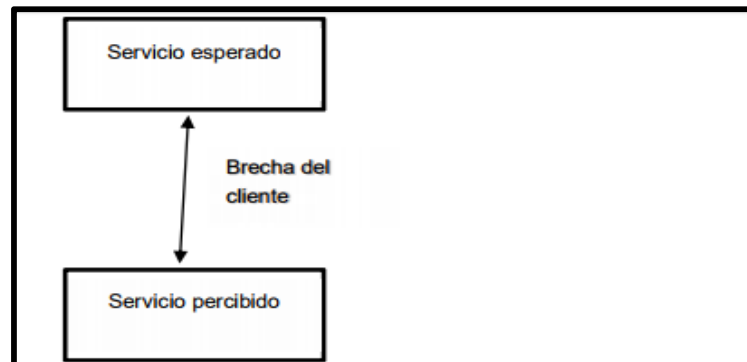 Servicio esperado
Brecha del
cliente
Servicio percibido